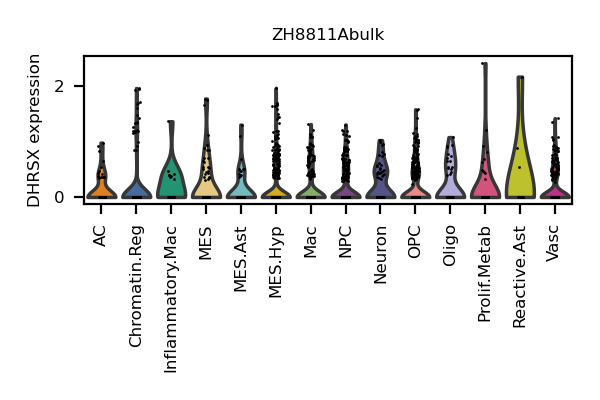 ZH8811Abulk
DHRSX expression
2
0
AC
Chromatin.Reg
Inflammatory.Mac
MES
MES.Ast
MES.Hyp
Mac
NPC
Neuron
OPC
Oligo
Prolif.Metab
Reactive.Ast
Vasc